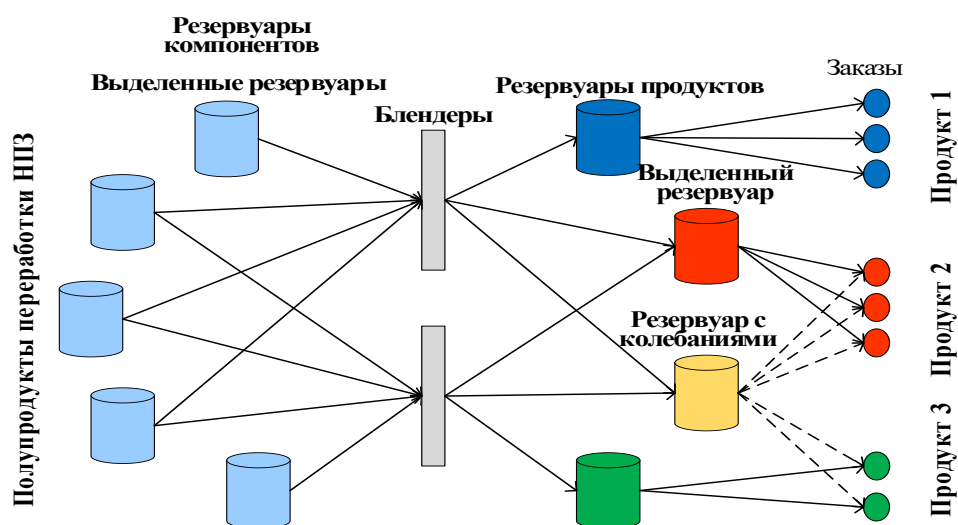 Полупродукты переработки НПЗ
Резервуары
компонентов
Выделенные резервуары
Блендеры
Резервуары продуктов
Выделенный
резервуар
Резервуар с
колебаниями
Заказы
Продукт 1
Продукт 2
Продукт 3